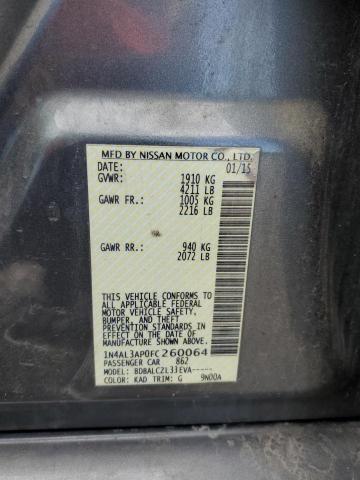 MFD BY NISSAN MOTOR CO., LTD.
DATE: 01/15
GVWR: 1910 KG
4211 LB
GAWR FR.: 1005 KG
2216 LB
GAWR RR.: 940 KG
2072 LB
THIS VEHICLE CONFORMS
TO ALL APPLICABLE FEDERAL
MOTOR VEHICLE SAFETY,
BUMPER, AND THEFT
PREVENTION STANDARDS IN
EFFECT ON THE DATE OF
MANUFACTURE SHOWN ABOVE.
1N4AL3AP0FC260064
PASSENGER CAR 862
MODEL: BDBALCZL33EVA-----
COLOR: KAD TRIM: G 9N00A